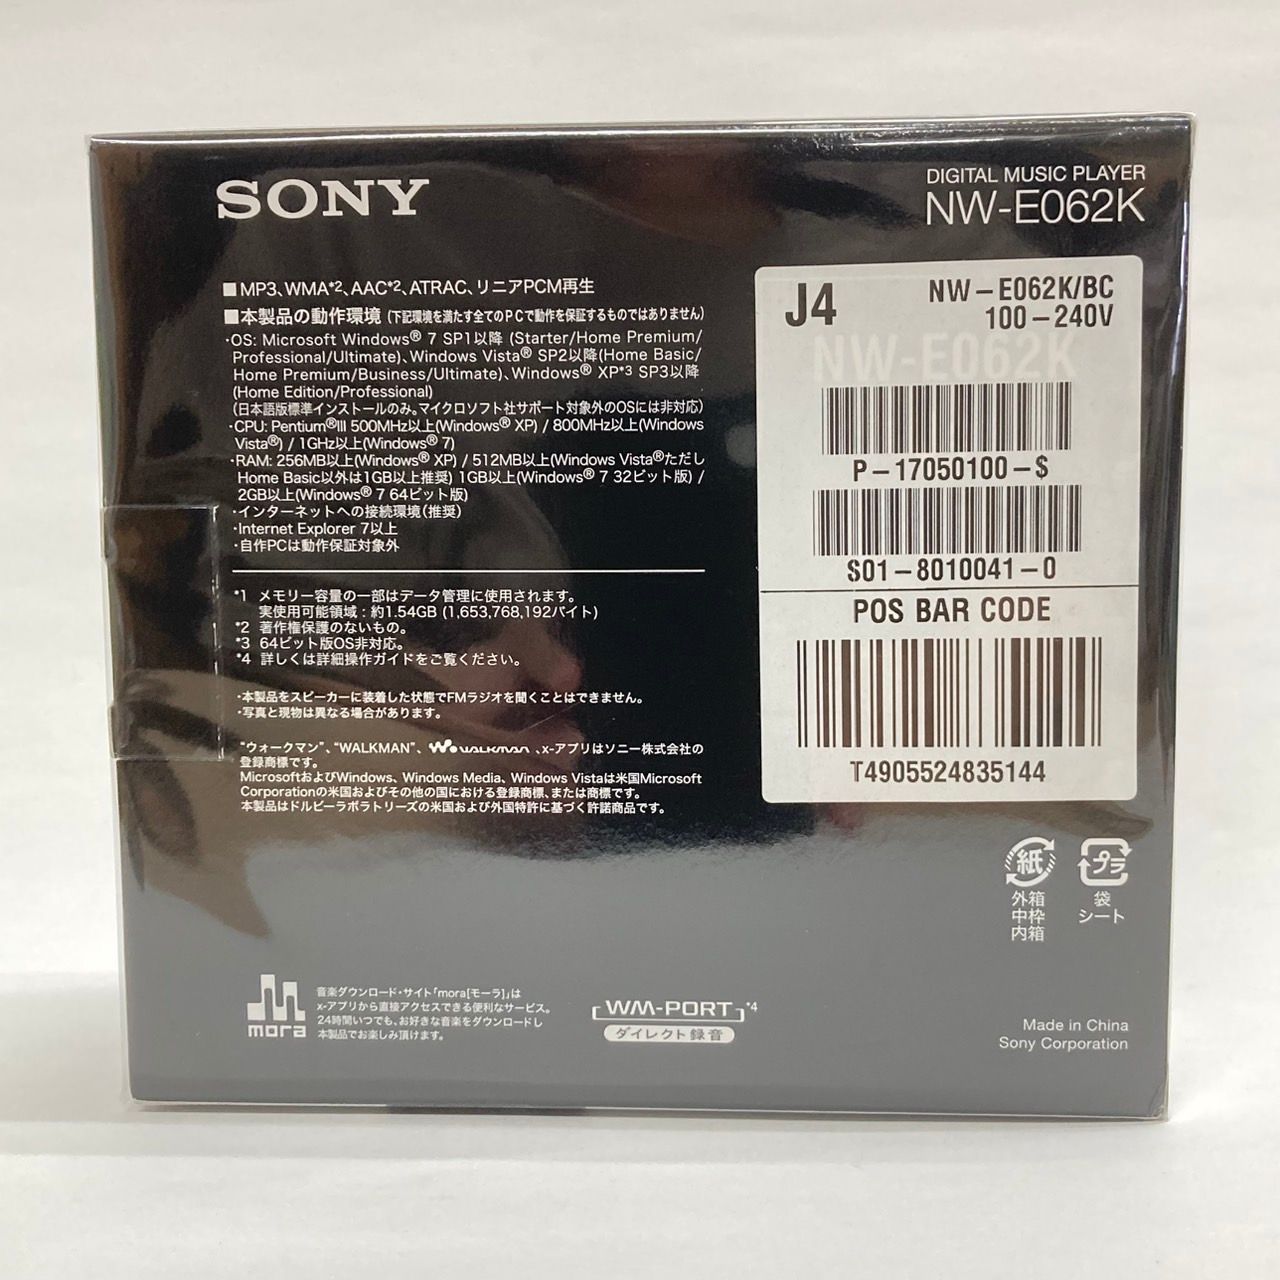 SONY
DIGITAL MUSIC PLAYER
NW-E062K
■MP3、WMA*2、AAC*2、ATRAC、リニアPCM再生
■本製品の動作環境（下記環境を満たす全てのPCで動作を保証するものではありません）
・OS: Microsoft Windows® 7 SP1以降 (Starter/Home Premium/
Professional/Ultimate)、Windows Vista® SP2以降(Home Basic/
Home Premium/Business/Ultimate)、Windows® XP*3 SP3以降
(Home Edition/Professional)
（日本語版標準インストールのみ。マイクロソフト社サポート対象外のOSには非対応）
・CPU: Pentium®III 500MHz以上(Windows® XP) / 800MHz以上(Windows
Vista®) / 1GHz以上(Windows® 7)
・RAM: 256MB以上(Windows® XP) / 512MB以上(Windows Vista®ただし
Home Basic以外は1GB以上推奨) 1GB以上(Windows® 7 32ビット版) /
2GB以上(Windows® 7 64ビット版)
・インターネットへの接続環境（推奨）
・Internet Explorer 7以上
・自作PCは動作保証対象外
*1 メモリー容量の一部はデータ管理に使用されます。
実使用可能領域：約1.54GB (1,653,768,192バイト)
*2 著作権保護のないもの。
*3 64ビット版OS非対応。
*4 詳しくは詳細操作ガイドをご覧ください。
・本製品をスピーカーに装着した状態でFMラジオを聞くことはできません。
・写真と現物は異なる場合があります。
“ウォークマン”、“WALKMAN”、WALKMAN、x-アプリはソニー株式会社の
登録商標です。
MicrosoftおよびWindows、Windows Media、Windows Vistaは米国Microsoft
Corporationの米国およびその他の国における登録商標、または商標です。
本製品はドルビーラボラトリーズの米国および外国特許に基づく許諾商品です。
J4
NW-E062K/BC
100-240V
NW-E062K
P-17050100-S
S01-8010041-0
POS BAR CODE
T4905524835144
紙
外箱
中枠
内箱
プラ
袋
シート
mora
音楽ダウンロード・サイト「mora[モーラ]」は
x-アプリから直接アクセスできる便利なサービス。
24時間いつでも、お好きな音楽をダウンロードし
本製品でお楽しみ頂けます。
WM-PORT*4
ダイレクト録音
Made in China
Sony Corporation